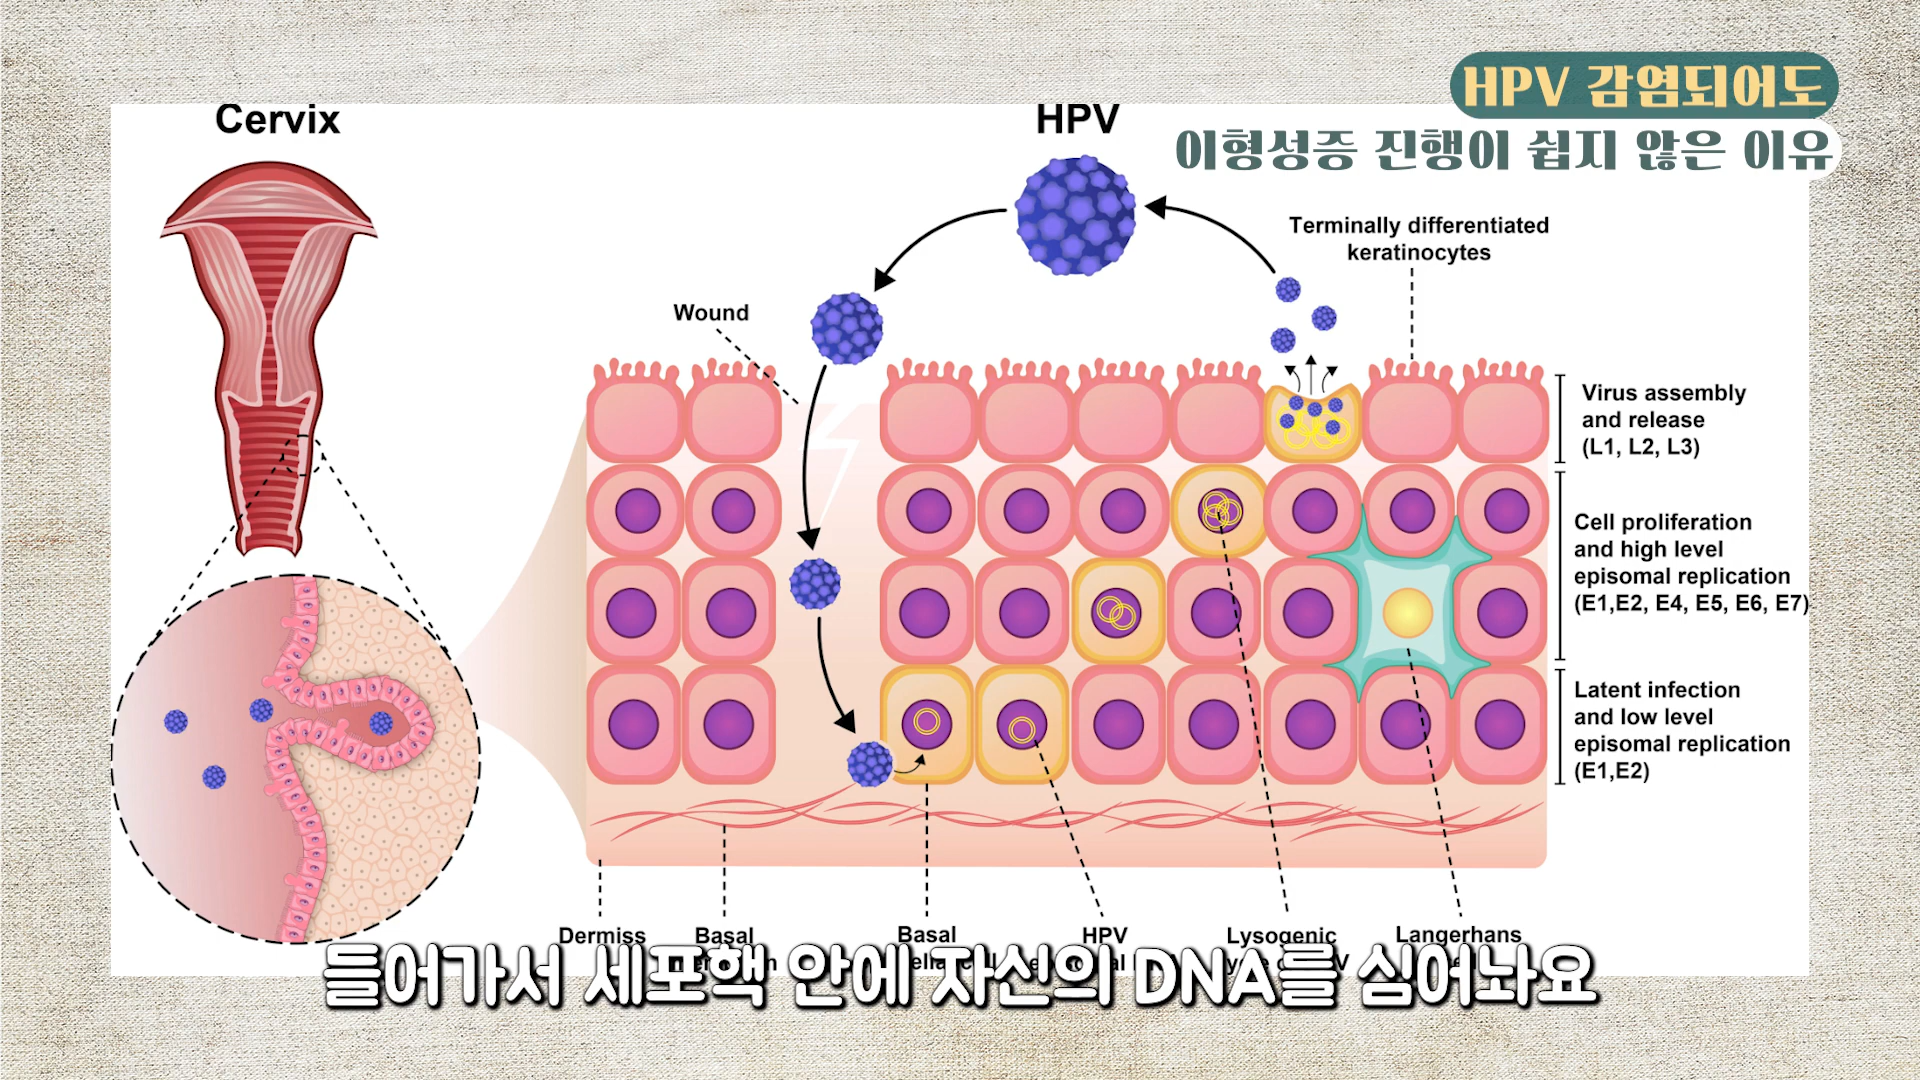 HPV 감염되어도
이형성증 진행이 쉽지 않은 이유
Cervix
HPV
Terminally differentiated
keratinocytes
Wound
Virus assembly
and release
(L1, L2, L3)
Cell proliferation
and high level
episomal replication
(E1,E2, E4, E5, E6, E7)
Latent infection
and low level
episomal replication
(E1,E2)
Dermiss
Basal
Basal
HPV
Lysogenic
Langerhans
들어가서 세포핵 안에 자신의 DNA를 심어놔요